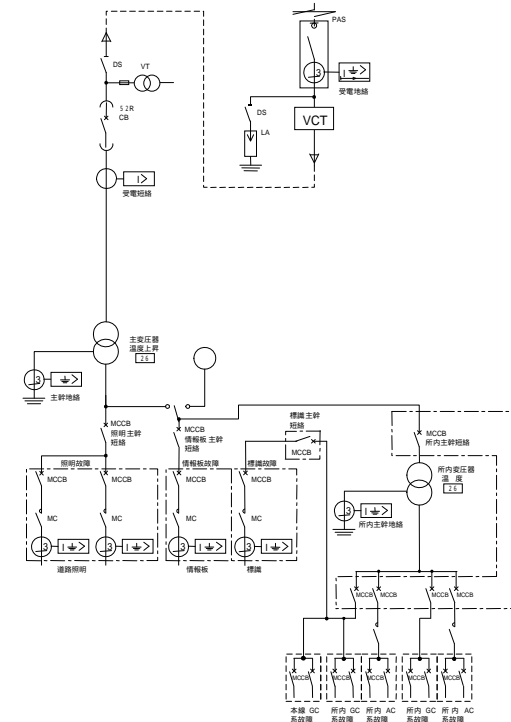 PAS
3
I
受電地絡
DS
VT
52R
CB
DS
LA
VCT
I
受電短絡
主変圧器
温度上昇
26
3
主幹地絡
MCCB
照明主幹
短絡
MCCB
情報板主幹
短絡
標識主幹
短絡
MCCB
MCCB
所内主幹短絡
所内変圧器
温 度
26
3
I
所内主幹地絡
照明故障
情報板故障
標識故障
MCCB
MCCB
MCCB
MCCB
MC
MC
MC
MC
3
I
3
I
3
I
3
I
道路照明
情報板
標識
MCCB
MCCB
MCCB
MCCB
MCCB
MCCB
MCCB
MCCB
MCCB
本線 GC
系故障
所内 GC
系故障
所内 AC
系故障
所内 GC
系故障
所内 AC
系故障